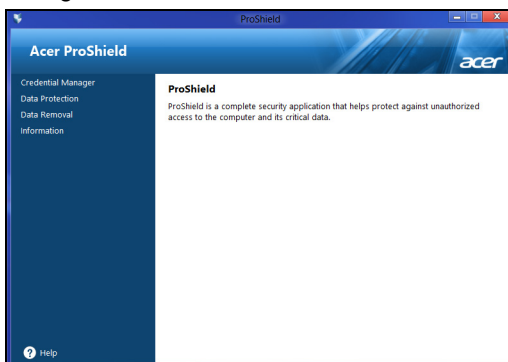 ProShield
Acer ProShield
acer
Credential Manager
Data Protection
Data Removal
Information
ProShield
ProShield is a complete security application that helps protect against unauthorized
access to the computer and its critical data.
? Help